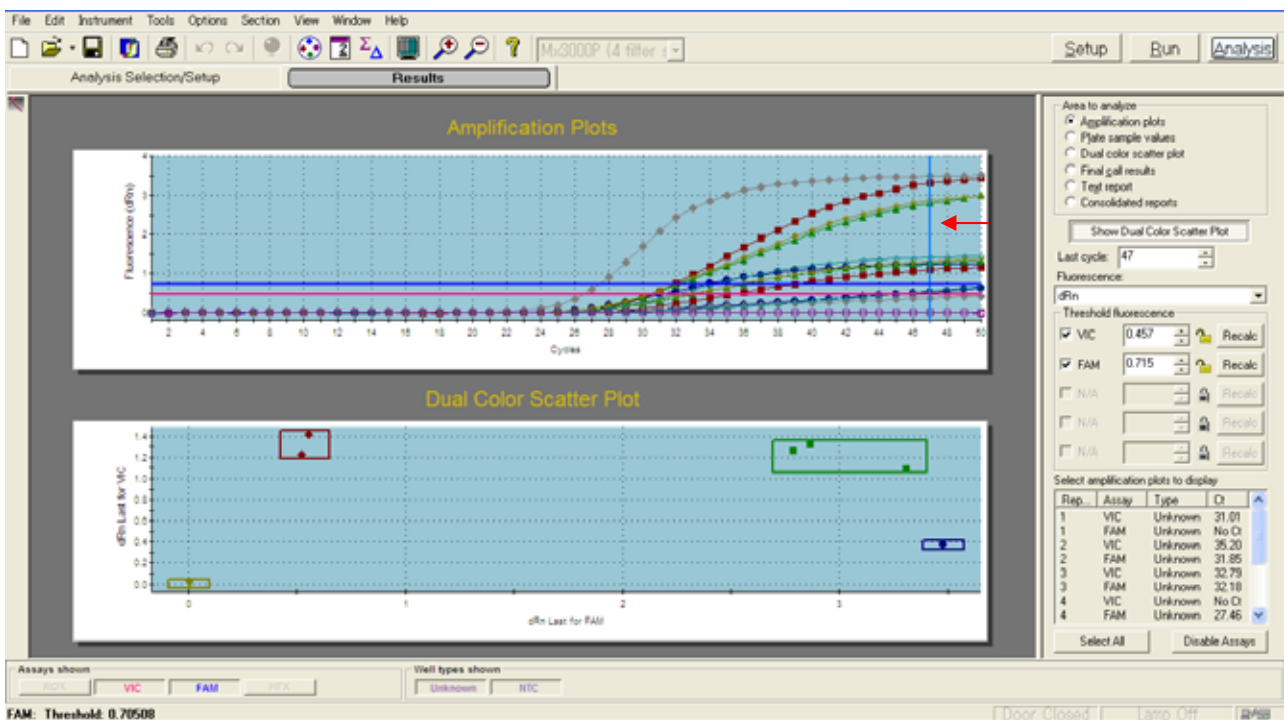 File Edit Instrument Tools Options Section View Window Help
Mx3000P (4 filter s
Setup Run Analysis
Analysis Selection/Setup Results
Amplification Plots
Fluorescence (dRn)
4
3
2
1
0
2 4 6 8 10 12 14 16 18 20 22 24 26 28 30 32 34 36 38 40 42 44 46 48 50
Cycles
Dual Color Scatter Plot
dRn Last for VIC
1.4
1.2
1.0
0.8
0.6
0.4
0.2
0.0
0 1 2 3
dRn Last for FAM
Area to analyze
Amplification plots
Plate sample values
Dual color scatter plot
Final call results
Text report
Consolidated reports
Show Dual Color Scatter Plot
Last cycle: 47
Fluorescence:
dRn
Threshold fluorescence
VIC 0.457 Recalc
FAM 0.715 Recalc
N/A Recalc
N/A Recalc
N/A Recalc
Select amplification plots to display
Rep... Assay Type Ct
1 VIC Unknown 31.01
1 FAM Unknown No Ct
2 VIC Unknown 35.20
2 FAM Unknown 31.85
3 VIC Unknown 32.79
3 FAM Unknown 32.18
4 VIC Unknown No Ct
4 FAM Unknown 27.46
Select All Disable Assays
Assays shown
ROX VIC FAM HEX
Well types shown
Unknown NTC
FAM: Threshold: 0.70508
Door Closed Lamp Off